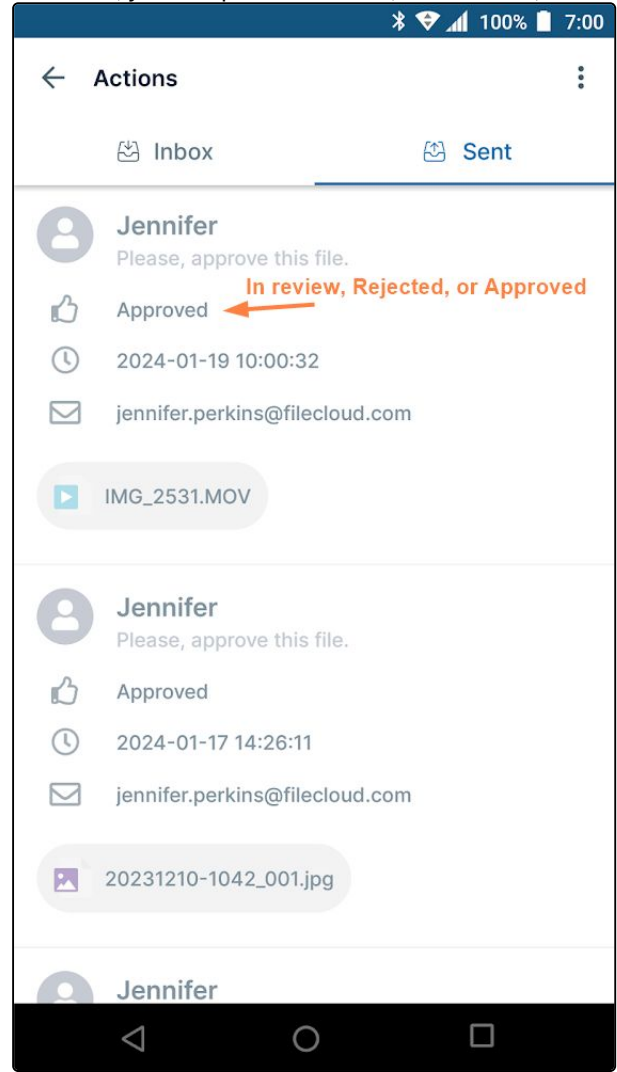 100% 7:00
Actions
Inbox Sent
Jennifer
Please, approve this file.
In review, Rejected, or Approved
Approved
2024-01-19 10:00:32
jennifer.perkins@filecloud.com
IMG_2531.MOV
Jennifer
Please, approve this file.
Approved
2024-01-17 14:26:11
jennifer.perkins@filecloud.com
20231210-1042_001.jpg
Jennifer